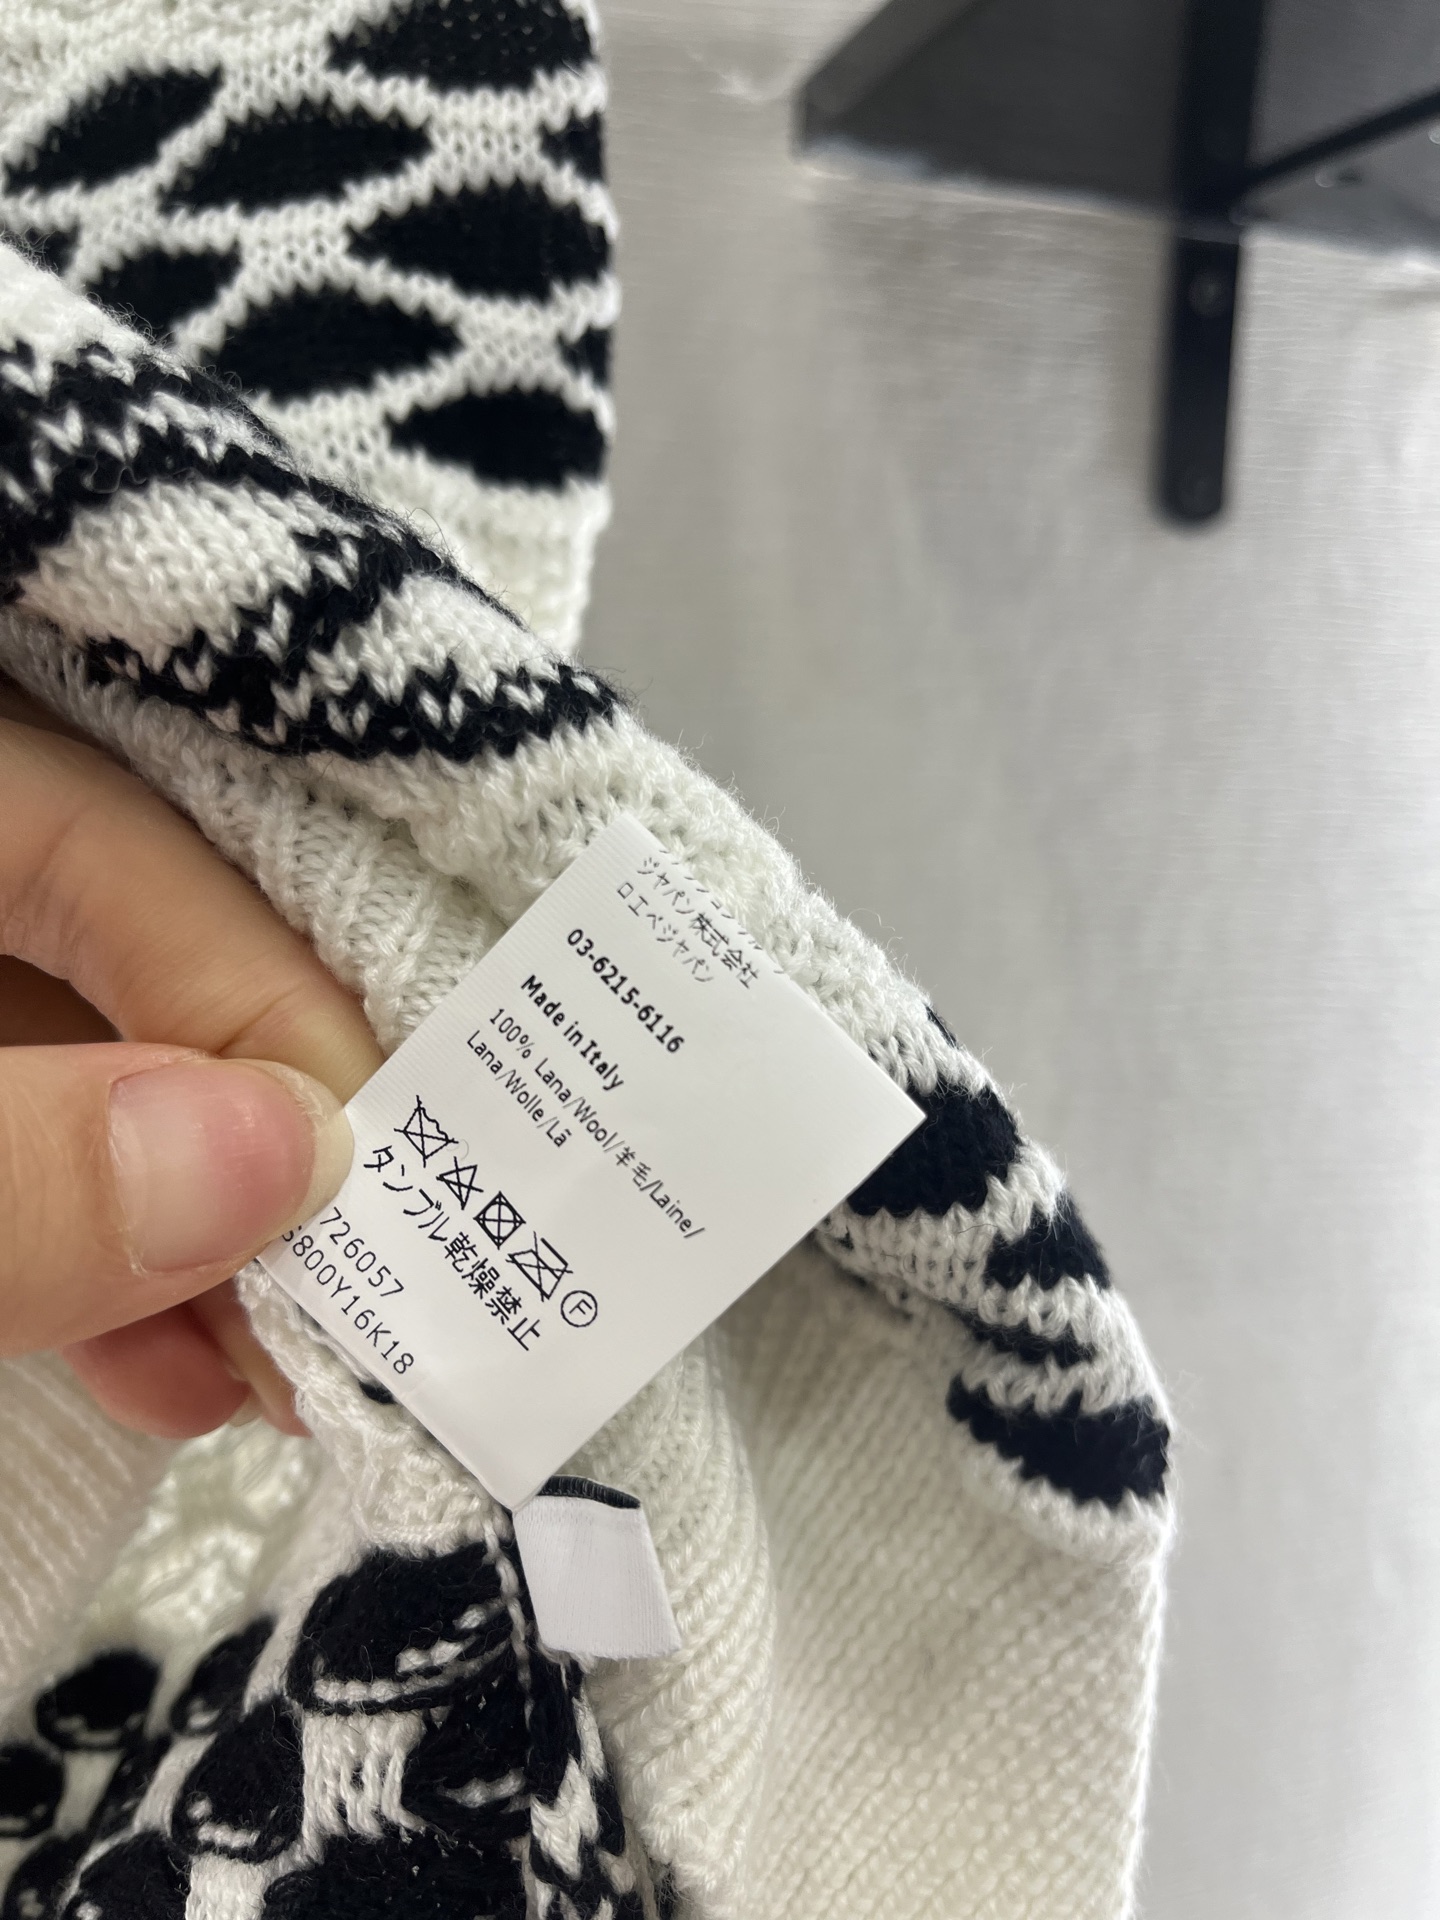 ジャパン株式会社
ロエベジャパン
03-6215-6116
Made in Italy
100% Lana/Wool/羊毛/Laine/
Lana/Wolle/Lã
F
タンブル乾燥禁止
726057
S800Y16K18